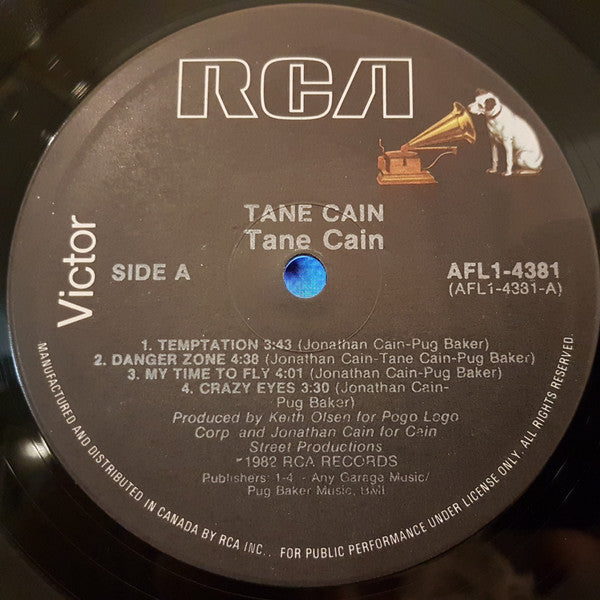 RCA
Victor
TANE CAIN
Tane Cain
SIDE A
AFL1-4381
(AFL1-4381-A)
1. TEMPTATION 3:43 (Jonathan Cain-Pug Baker)
2. DANGER ZONE 4:38 (Jonathan Cain-Tane Cain-Pug Baker)
3. MY TIME TO FLY 4:01 (Jonathan Cain-Pug Baker)
4. CRAZY EYES 3:30 (Jonathan Cain-
Pug Baker)
Produced by Keith Olsen for Pogo Logo
Corp and Jonathan Cain for Cain
Street Productions
℗1982 RCA RECORDS
Publishers: 1-4 - Any Garage Music/
Pug Baker Music, BMI
MANUFACTURED AND DISTRIBUTED IN CANADA BY RCA INC., FOR PUBLIC PERFORMANCE UNDER LICENSE ONLY. ALL RIGHTS RESERVED.